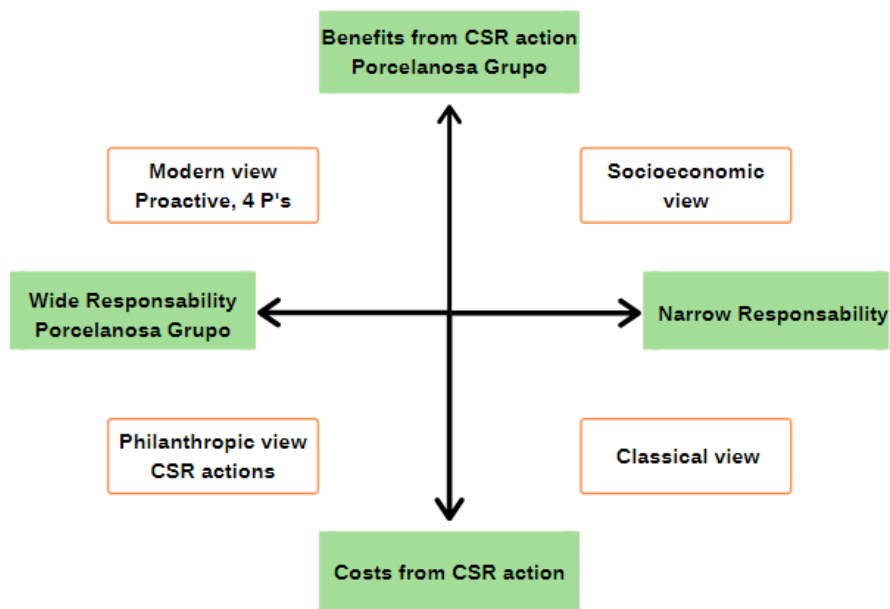 Benefits from CSR action
Porcelanosa Grupo
Modern view
Proactive, 4 P's
Socioeconomic
view
Wide Responsability
Porcelanosa Grupo
Narrow Responsability
Philanthropic view
CSR actions
Classical view
Costs from CSR action